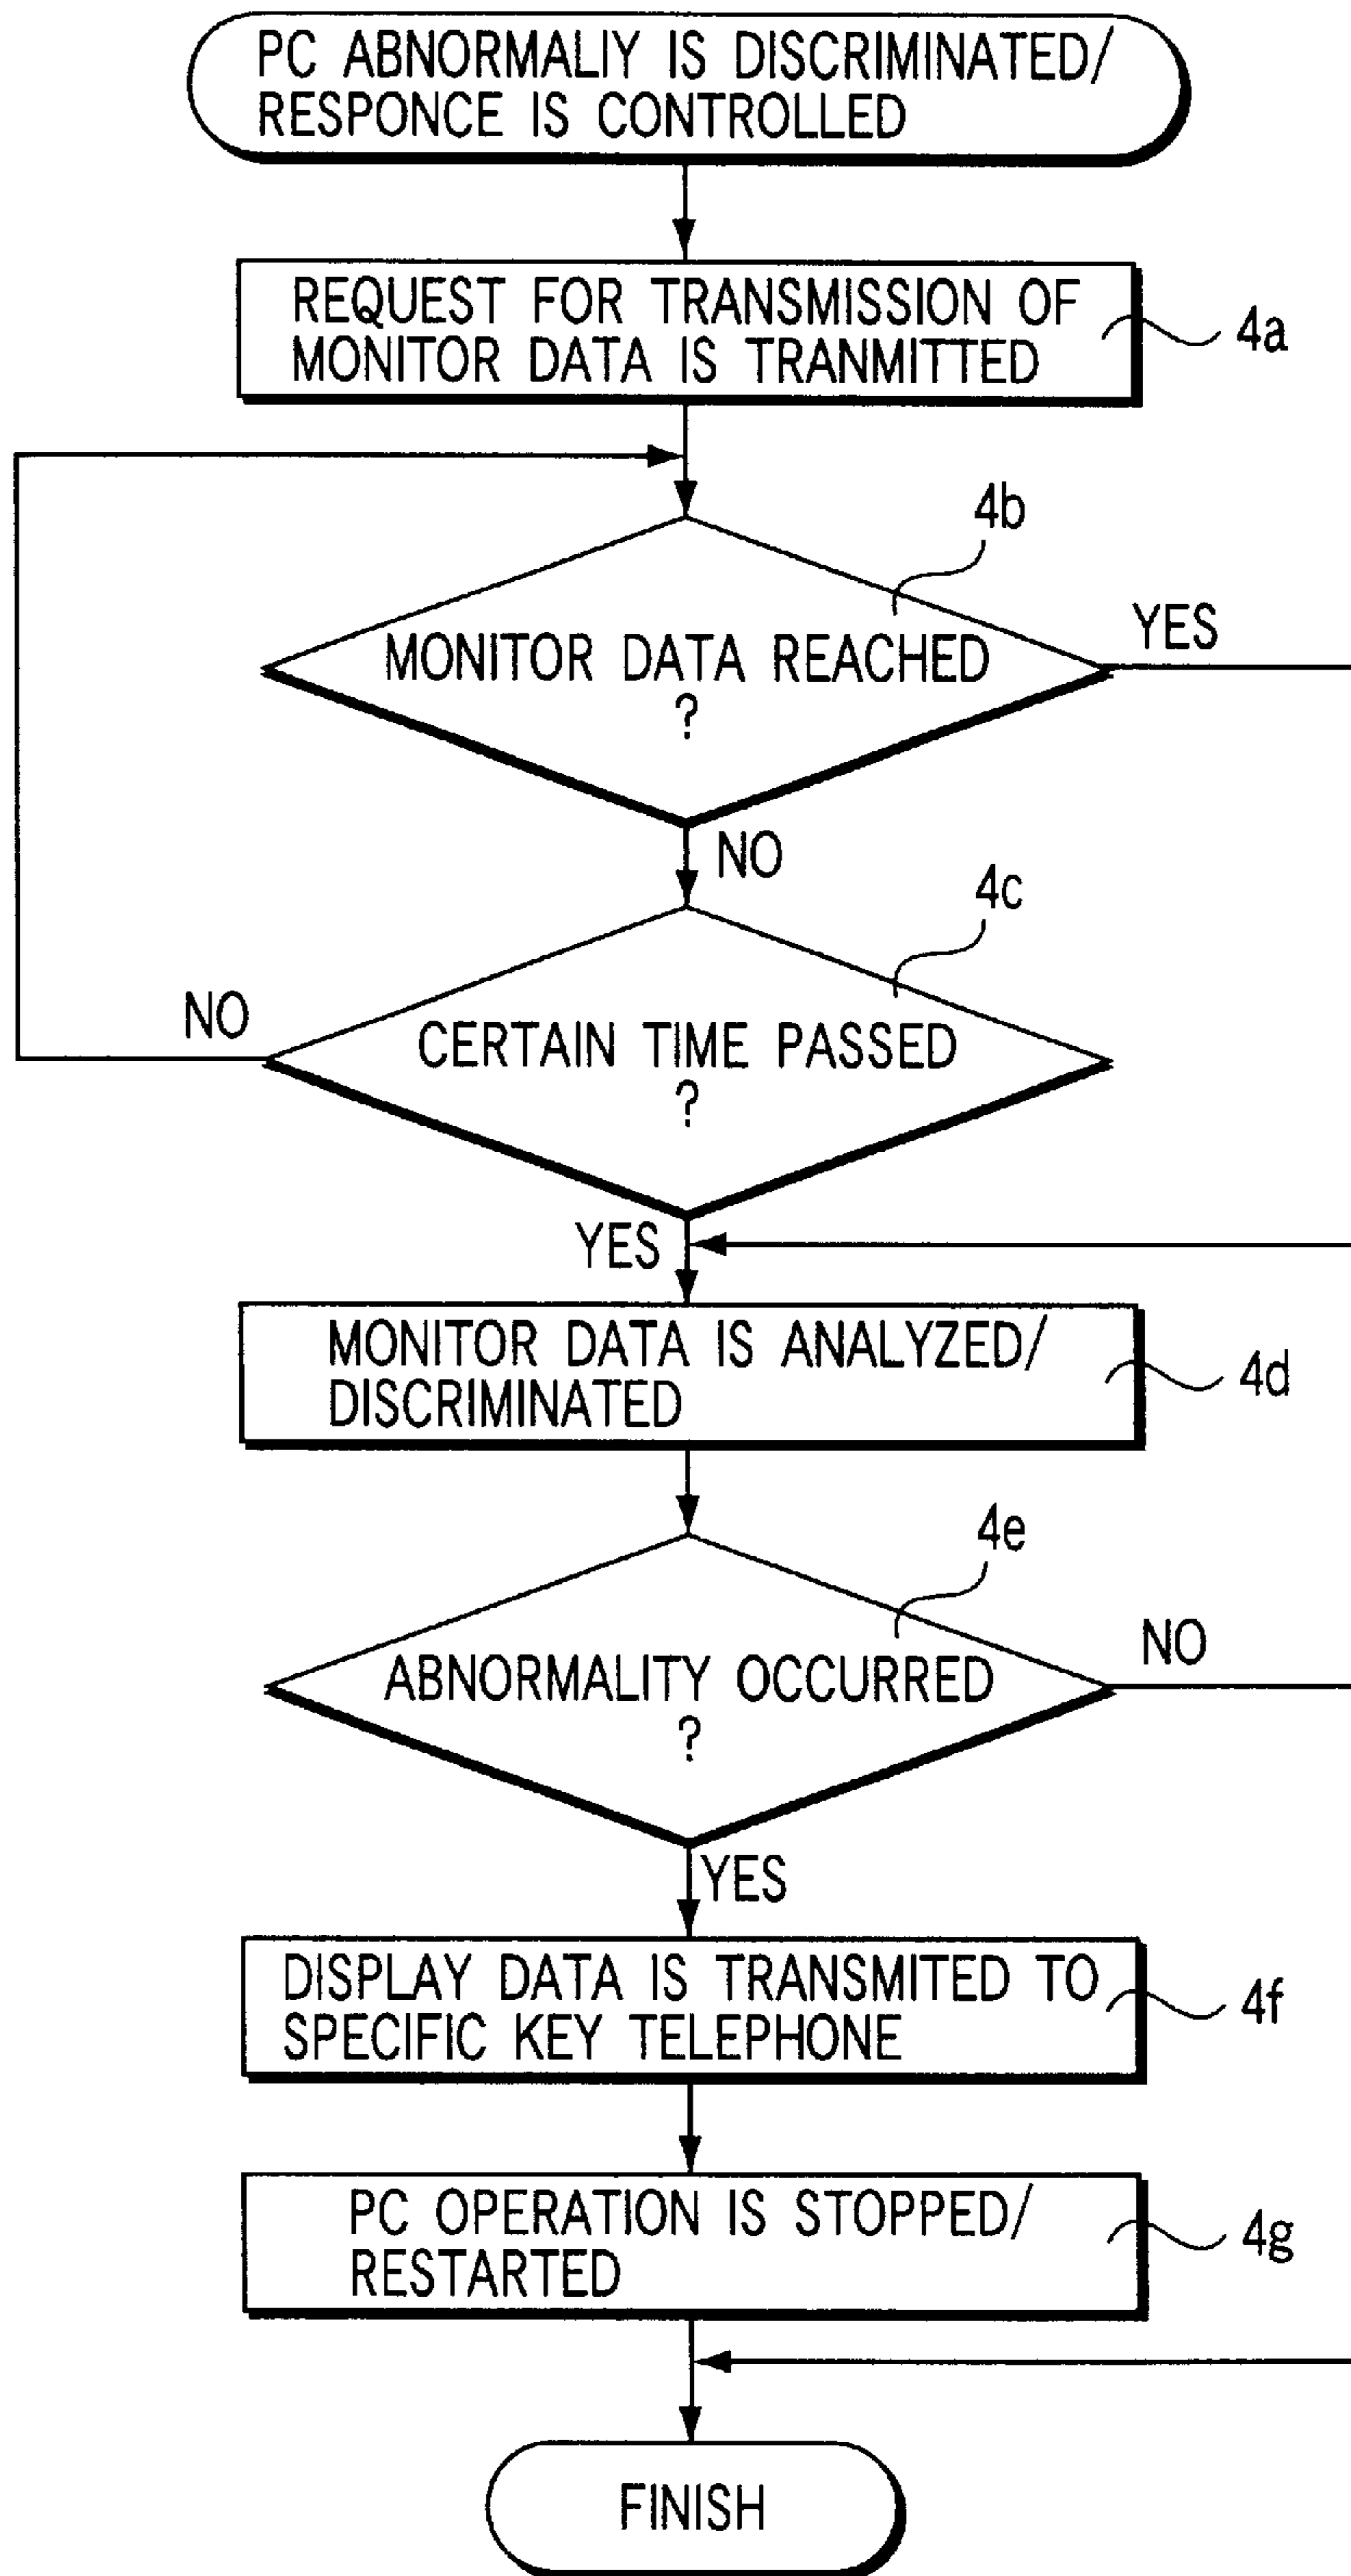 PC ABNORMALIY IS DISCRIMINATED/
RESPONCE IS CONTROLLED
REQUEST FOR TRANSMISSION OF
MONITOR DATA IS TRANMITTED
4a
4b
MONITOR DATA REACHED
?
YES
NO
4c
CERTAIN TIME PASSED
?
NO
YES
MONITOR DATA IS ANALYZED/
DISCRIMINATED
4d
4e
ABNORMALITY OCCURRED
?
NO
YES
DISPLAY DATA IS TRANSMITED TO
SPECIFIC KEY TELEPHONE
4f
PC OPERATION IS STOPPED/
RESTARTED
4g
FINISH